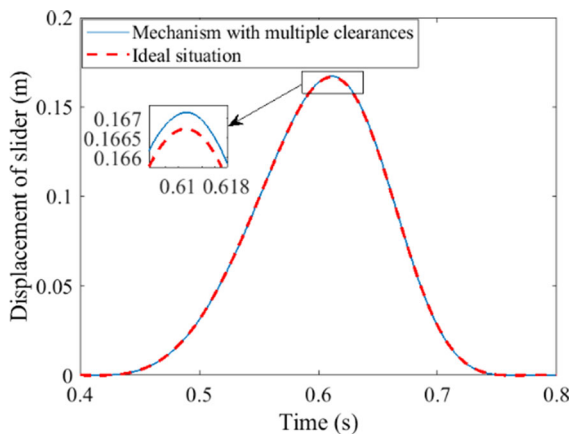 0.2
Mechanism with multiple clearances
Ideal situation
0.15
0.167
0.1665
0.166
0.61 0.618
0.1
0.05
0
0.4 0.5 0.6 0.7 0.8
Displacement of slider (m)
Time (s)